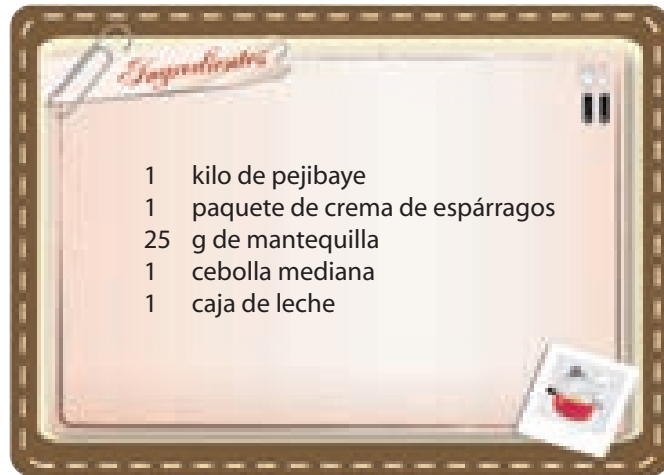 Ingredientes
1 kilo de pejibaye
1 paquete de crema de espárragos
25 g de mantequilla
1 cebolla mediana
1 caja de leche